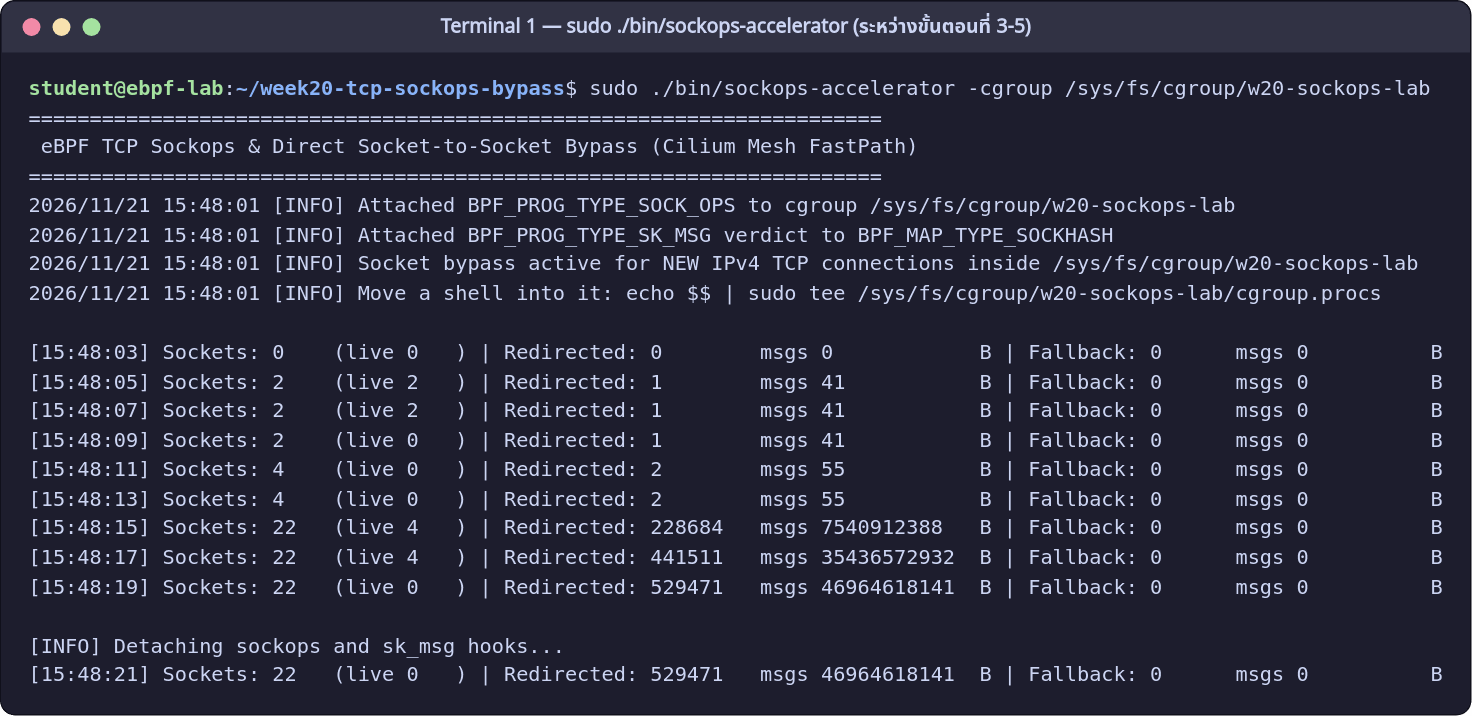 Terminal 1 — sudo ./bin/sockops-accelerator (ระหว่างขั้นตอนที่ 3-5)
student@ebpf-lab:~/week20-tcp-sockops-bypass$ sudo ./bin/sockops-accelerator -cgroup /sys/fs/cgroup/w20-sockops-lab
======================================================================
 eBPF TCP Sockops & Direct Socket-to-Socket Bypass (Cilium Mesh FastPath)
======================================================================
2026/11/21 15:48:01 [INFO] Attached BPF_PROG_TYPE_SOCK_OPS to cgroup /sys/fs/cgroup/w20-sockops-lab
2026/11/21 15:48:01 [INFO] Attached BPF_PROG_TYPE_SK_MSG verdict to BPF_MAP_TYPE_SOCKHASH
2026/11/21 15:48:01 [INFO] Socket bypass active for NEW IPv4 TCP connections inside /sys/fs/cgroup/w20-sockops-lab
2026/11/21 15:48:01 [INFO] Move a shell into it: echo $$ | sudo tee /sys/fs/cgroup/w20-sockops-lab/cgroup.procs
[15:48:03] Sockets: 0    (live 0   ) | Redirected: 0        msgs 0            B | Fallback: 0      msgs 0          B
[15:48:05] Sockets: 2    (live 2   ) | Redirected: 1        msgs 41           B | Fallback: 0      msgs 0          B
[15:48:07] Sockets: 2    (live 2   ) | Redirected: 1        msgs 41           B | Fallback: 0      msgs 0          B
[15:48:09] Sockets: 2    (live 0   ) | Redirected: 1        msgs 41           B | Fallback: 0      msgs 0          B
[15:48:11] Sockets: 4    (live 0   ) | Redirected: 2        msgs 55           B | Fallback: 0      msgs 0          B
[15:48:13] Sockets: 4    (live 0   ) | Redirected: 2        msgs 55           B | Fallback: 0      msgs 0          B
[15:48:15] Sockets: 22   (live 4   ) | Redirected: 228684   msgs 7540912388   B | Fallback: 0      msgs 0          B
[15:48:17] Sockets: 22   (live 4   ) | Redirected: 441511   msgs 35436572932  B | Fallback: 0      msgs 0          B
[15:48:19] Sockets: 22   (live 0   ) | Redirected: 529471   msgs 46964618141  B | Fallback: 0      msgs 0          B
[INFO] Detaching sockops and sk_msg hooks...
[15:48:21] Sockets: 22   (live 0   ) | Redirected: 529471   msgs 46964618141  B | Fallback: 0      msgs 0          B